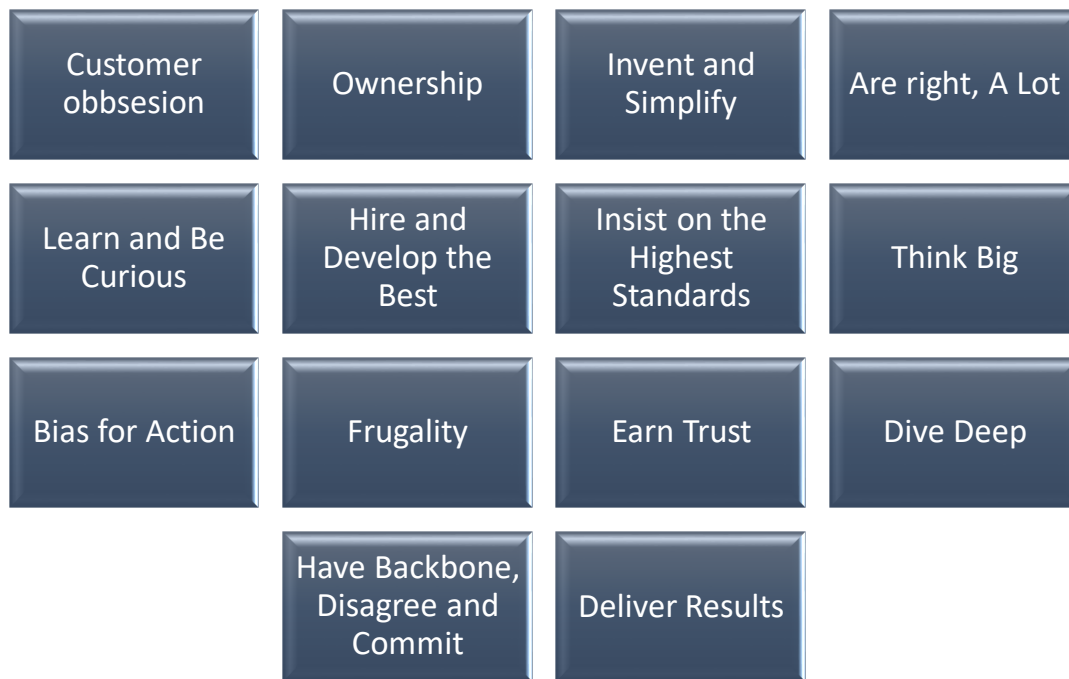 Customer
obbsesion
Ownership
Invent and
Simplify
Are right, A Lot
Learn and Be
Curious
Hire and
Develop the
Best
Insist on the
Highest
Standards
Think Big
Bias for Action
Frugality
Earn Trust
Dive Deep
Have Backbone,
Disagree and
Commit
Deliver Results